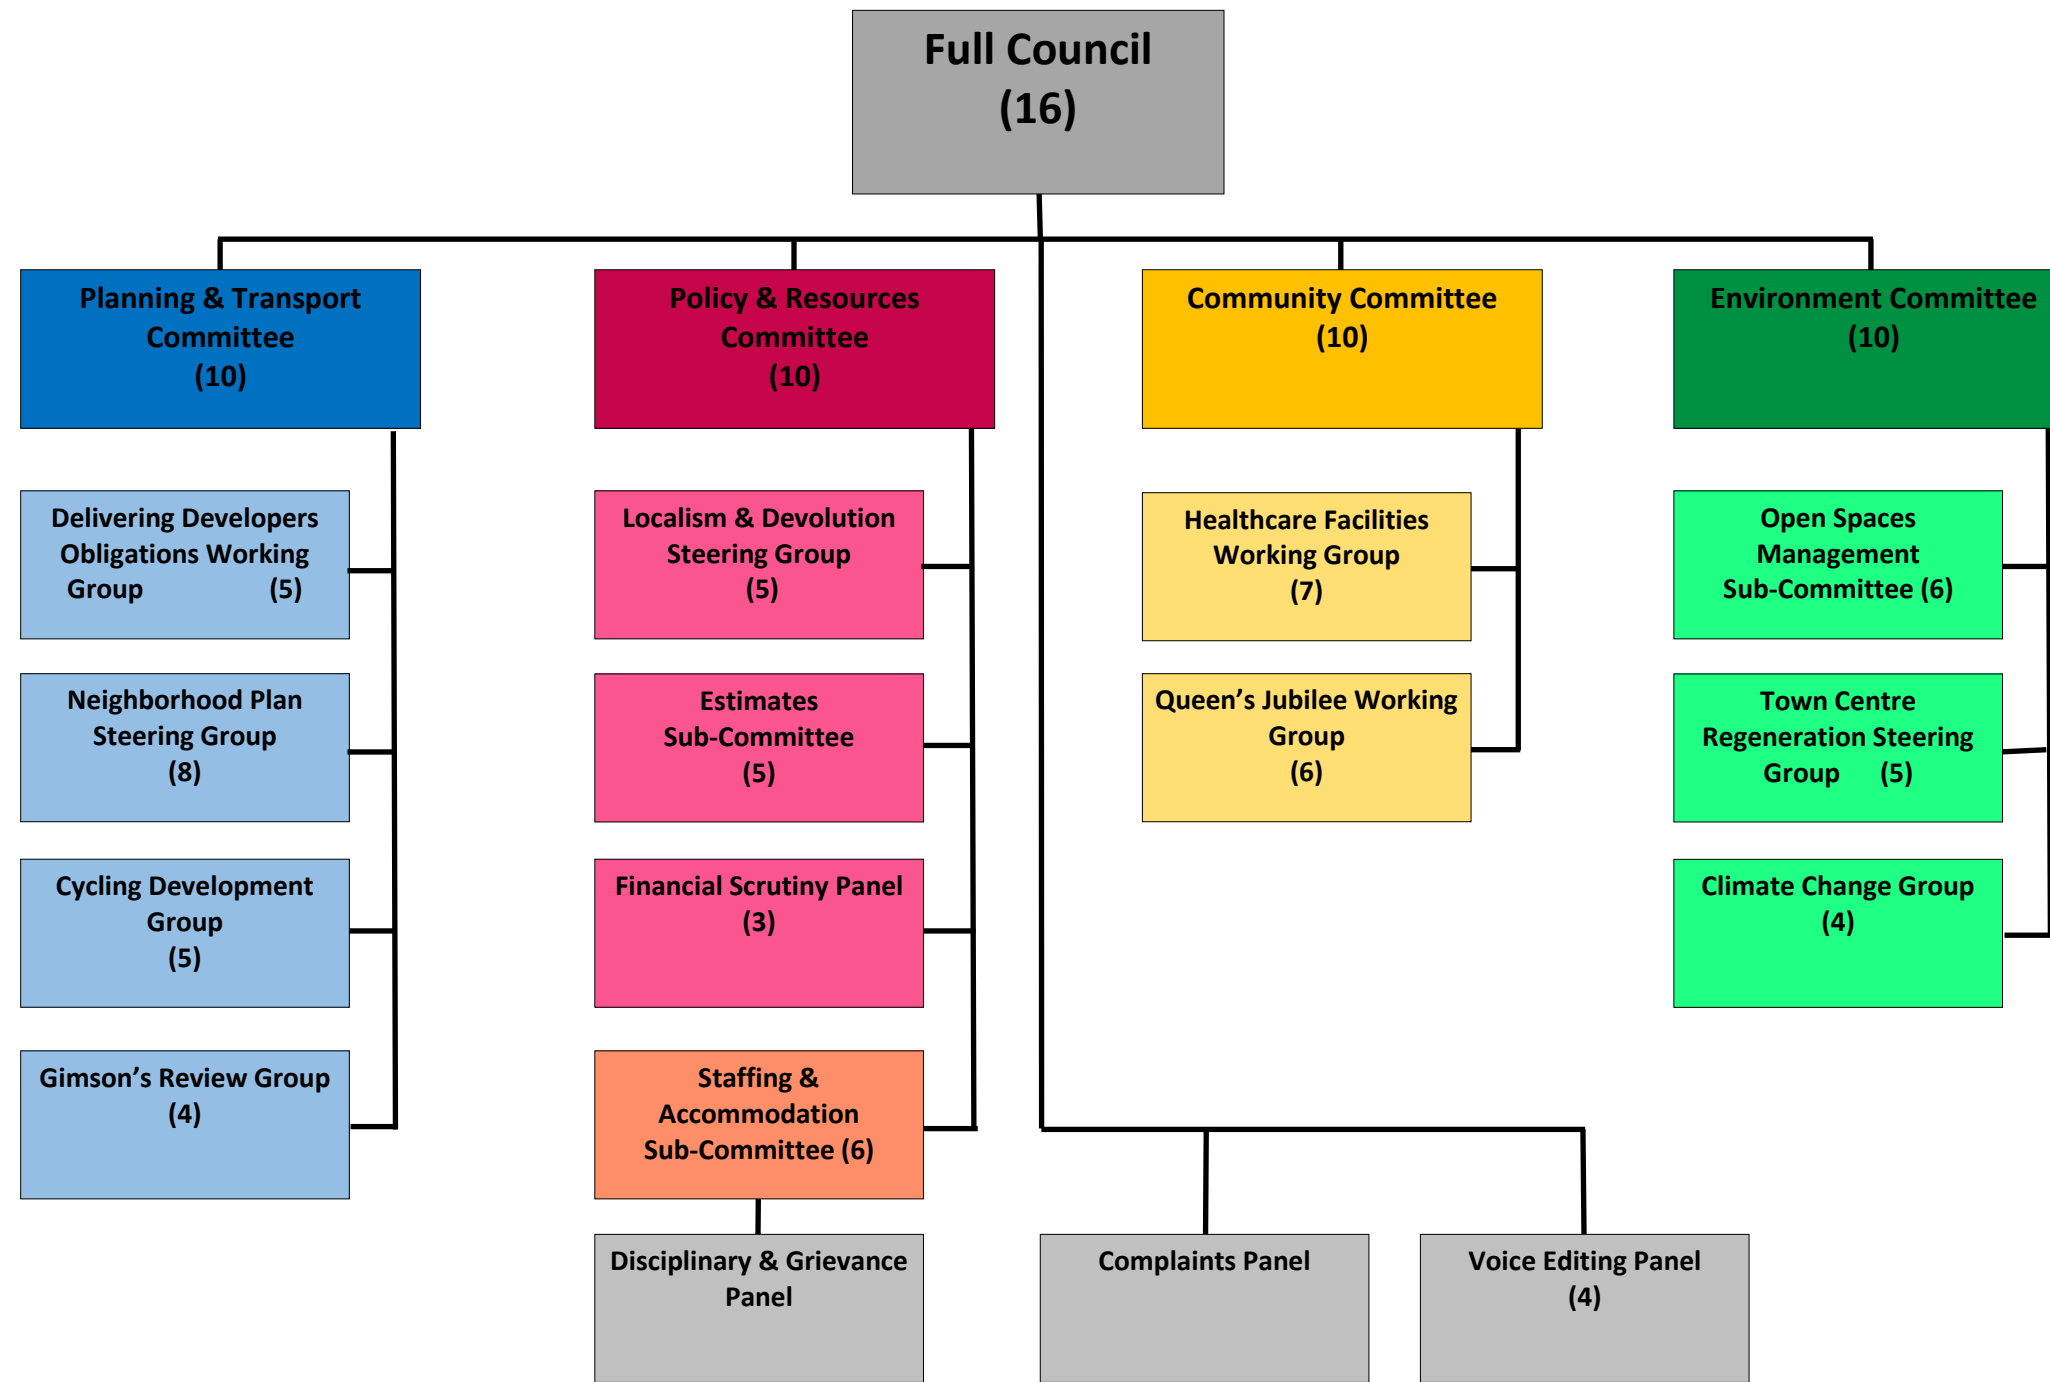 Full Council
(16)
Planning & Transport
Committee
(10)
Policy & Resources
Committee
(10)
Community Committee
(10)
Environment Committee
(10)
Delivering Developers
Obligations Working
Group (5)
Neighborhood Plan
Steering Group
(8)
Cycling Development
Group
(5)
Gimson’s Review Group
(4)
Localism & Devolution
Steering Group
(5)
Estimates
Sub-Committee
(5)
Financial Scrutiny Panel
(3)
Staffing &
Accommodation
Sub-Committee (6)
Disciplinary & Grievance
Panel
Healthcare Facilities
Working Group
(7)
Queen’s Jubilee Working
Group
(6)
Open Spaces
Management
Sub-Committee (6)
Town Centre
Regeneration Steering
Group (5)
Climate Change Group
(4)
Complaints Panel
Voice Editing Panel
(4)